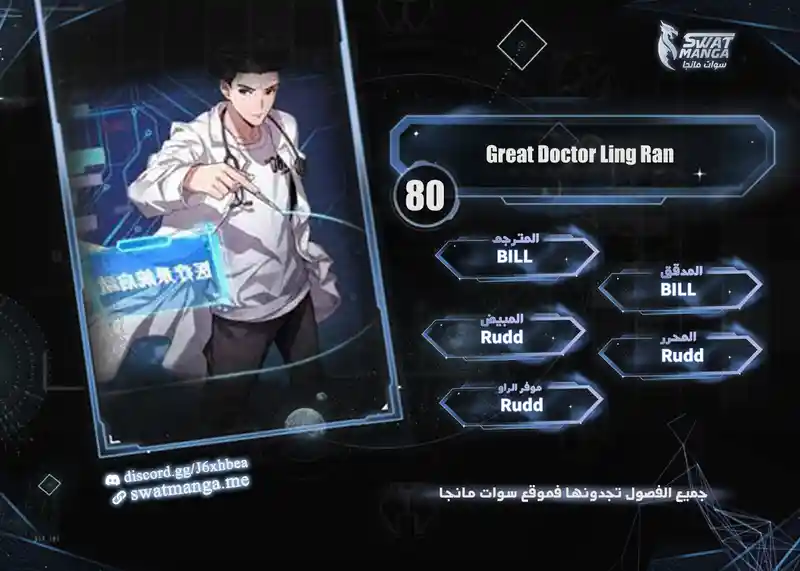 SWAT
MANGA
سوات مانجا
Great Doctor Ling Ran
80
المترجم
BILL
المدقق
BILL
المبيض
Rudd
المحرر
Rudd
موفر الراو
Rudd
discord.gg/J6xhbea
swatmanga.me
جميع الفصول تجدونها فموقع سوات مانجا